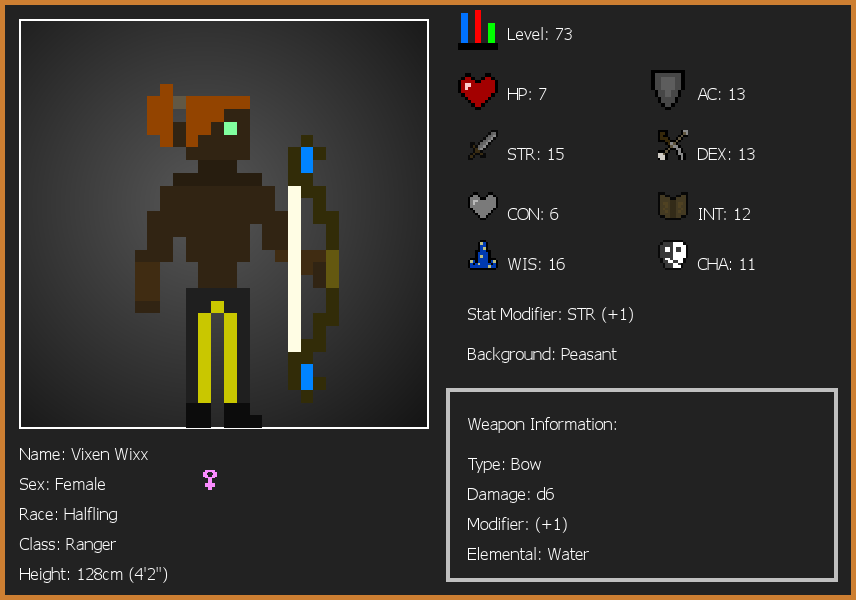 Level: 73
HP: 7
AC: 13
STR: 15
DEX: 13
CON: 6
INT: 12
WIS: 16
CHA: 11
Stat Modifier: STR (+1)
Background: Peasant
Weapon Information:
Type: Bow
Damage: d6
Modifier: (+1)
Elemental: Water
Name: Vixen Wixx
Sex: Female
Race: Halfling
Class: Ranger
Height: 128cm (4'2")